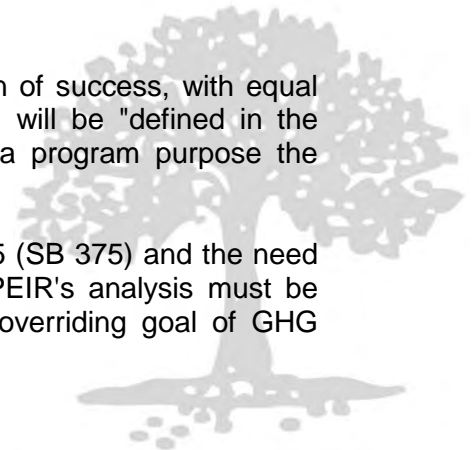 n of success, with equal
will be "defined in the
a program purpose the
5 (SB 375) and the need
PEIR's analysis must be
overriding goal of GHG